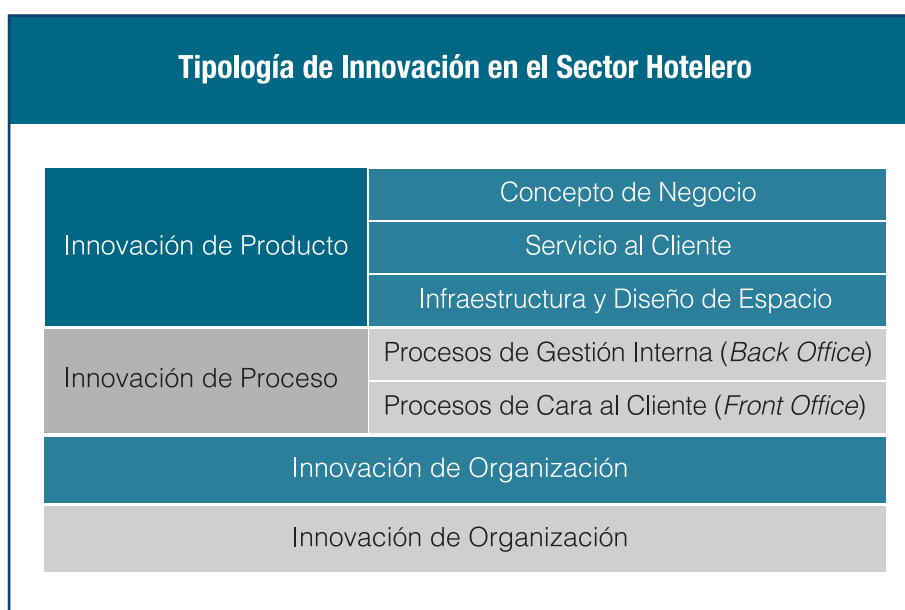 Tipología de Innovación en el Sector Hotelero
Innovación de Producto
Concepto de Negocio
Servicio al Cliente
Infraestructura y Diseño de Espacio
Innovación de Proceso
Procesos de Gestión Interna (Back Office)
Procesos de Cara al Cliente (Front Office)
Innovación de Organización
Innovación de Organización